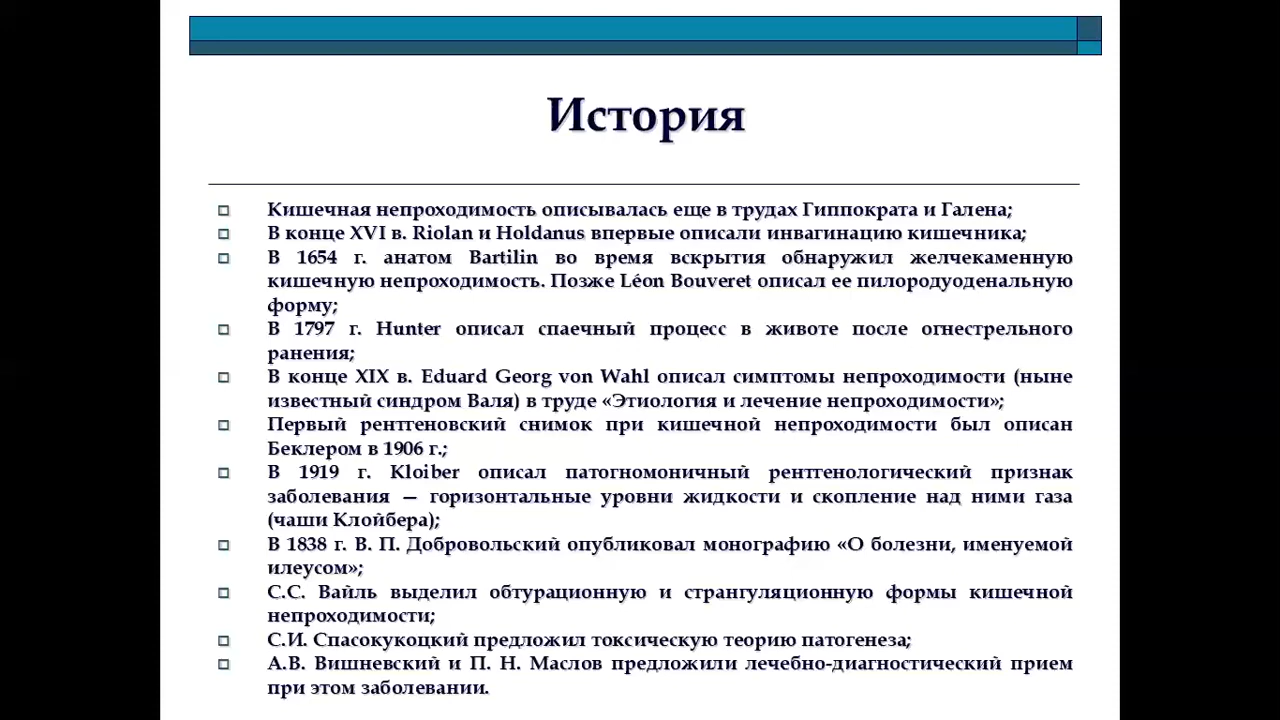 История
Кишечная непроходимость описывалась еще в трудах Гиппократа и Галена;
В конце XVI в. Riolan и Holdanus впервые описали инвагинацию кишечника;
В 1654 г. анатом Bartilin во время вскрытия обнаружил желчекаменную
кишечную непроходимость. Позже Léon Bouveret описал ее пилородуоденальную
форму;
В 1797 г. Hunter описал спаечный процесс в животе после огнестрельного
ранения;
В конце XIX в. Eduard Georg von Wahl описал симптомы непроходимости (ныне
известный синдром Валя) в труде «Этиология и лечение непроходимости»;
Первый рентгеновский снимок при кишечной непроходимости был описан
Беклером в 1906 г.;
В 1919 г. Kloiber описал патогномоничный рентгенологический признак
заболевания — горизонтальные уровни жидкости и скопление над ними газа
(чаши Клойбера);
В 1838 г. В. П. Добровольский опубликовал монографию «О болезни, именуемой
илеусом»;
С.С. Вайль выделил обтурационную и странгуляционную формы кишечной
непроходимости;
С.И. Спасокукоцкий предложил токсическую теорию патогенеза;
А.В. Вишневский и П. Н. Маслов предложили лечебно-диагностический прием
при этом заболевании.